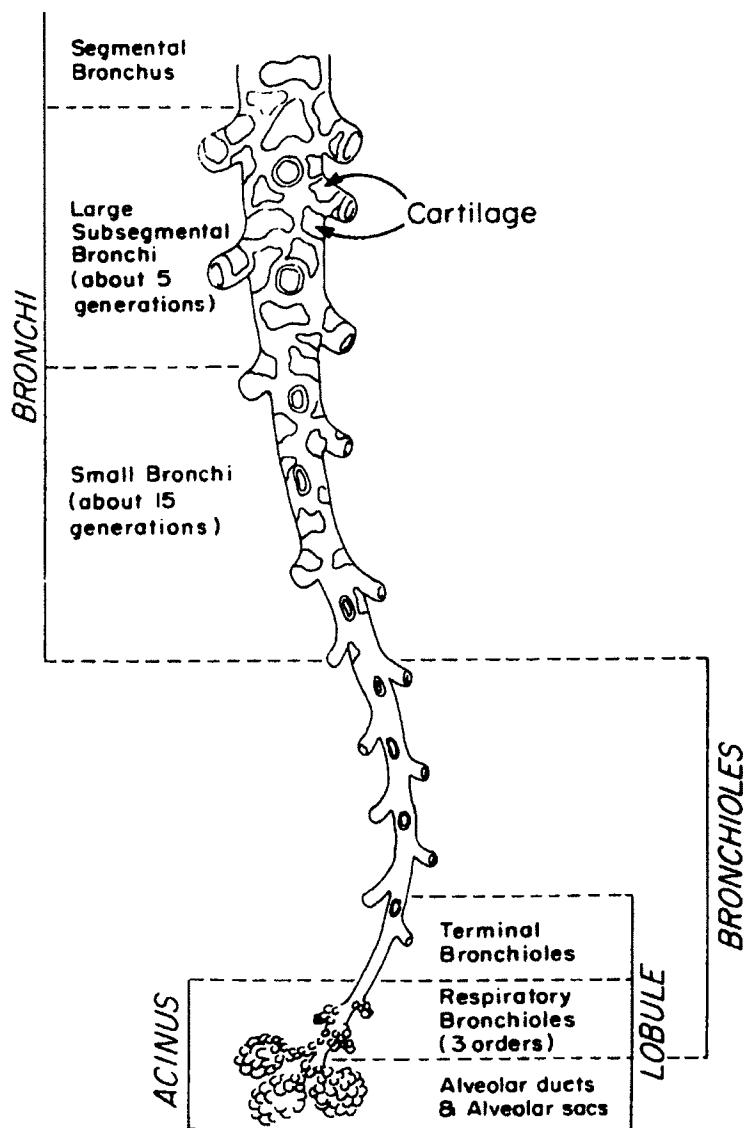 Segmental
Bronchus
Large
Subsegmental
Bronchi
(about 5
generations)
Cartilage
BRONCHI
Small Bronchi
(about 15
generations)
BRONCHIOLES
Terminal
Bronchioles
Respiratory
Bronchioles
(3 orders)
LOBULE
ACINUS
Alveolar ducts
& Alveolar sacs